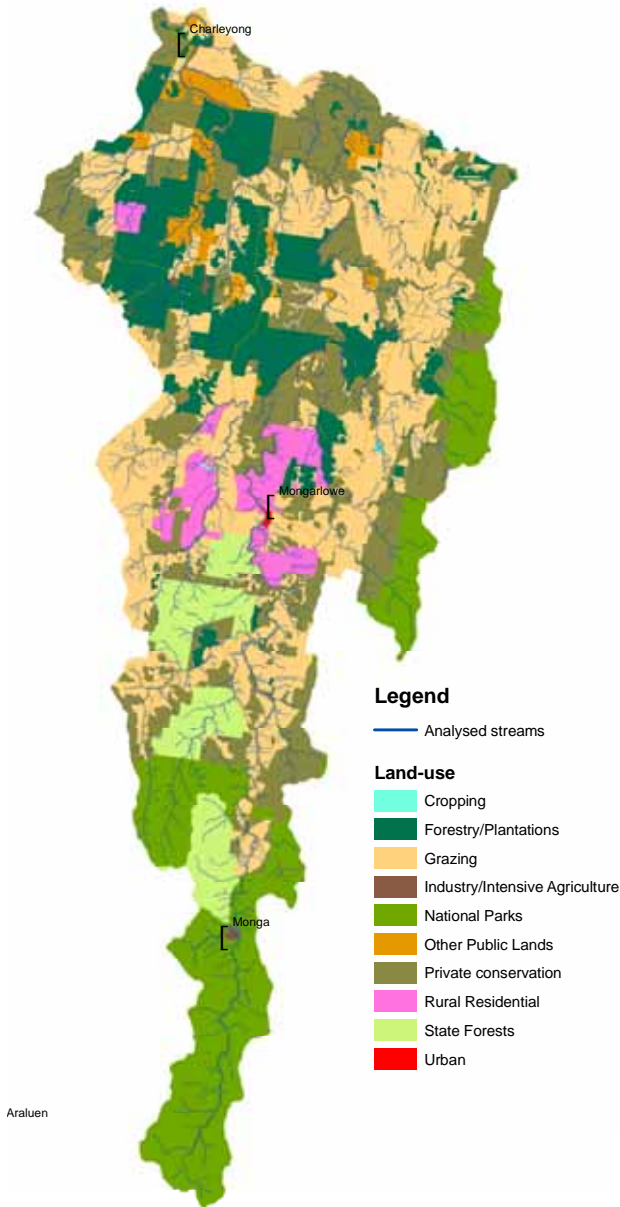 Charleyong
Mongarlowe
Legend
Analysed streams
Land-use
Cropping
Forestry/Plantations
Grazing
Industry/Intensive Agriculture
National Parks
Other Public Lands
Private conservation
Rural Residential
State Forests
Urban
Monga
Araluen